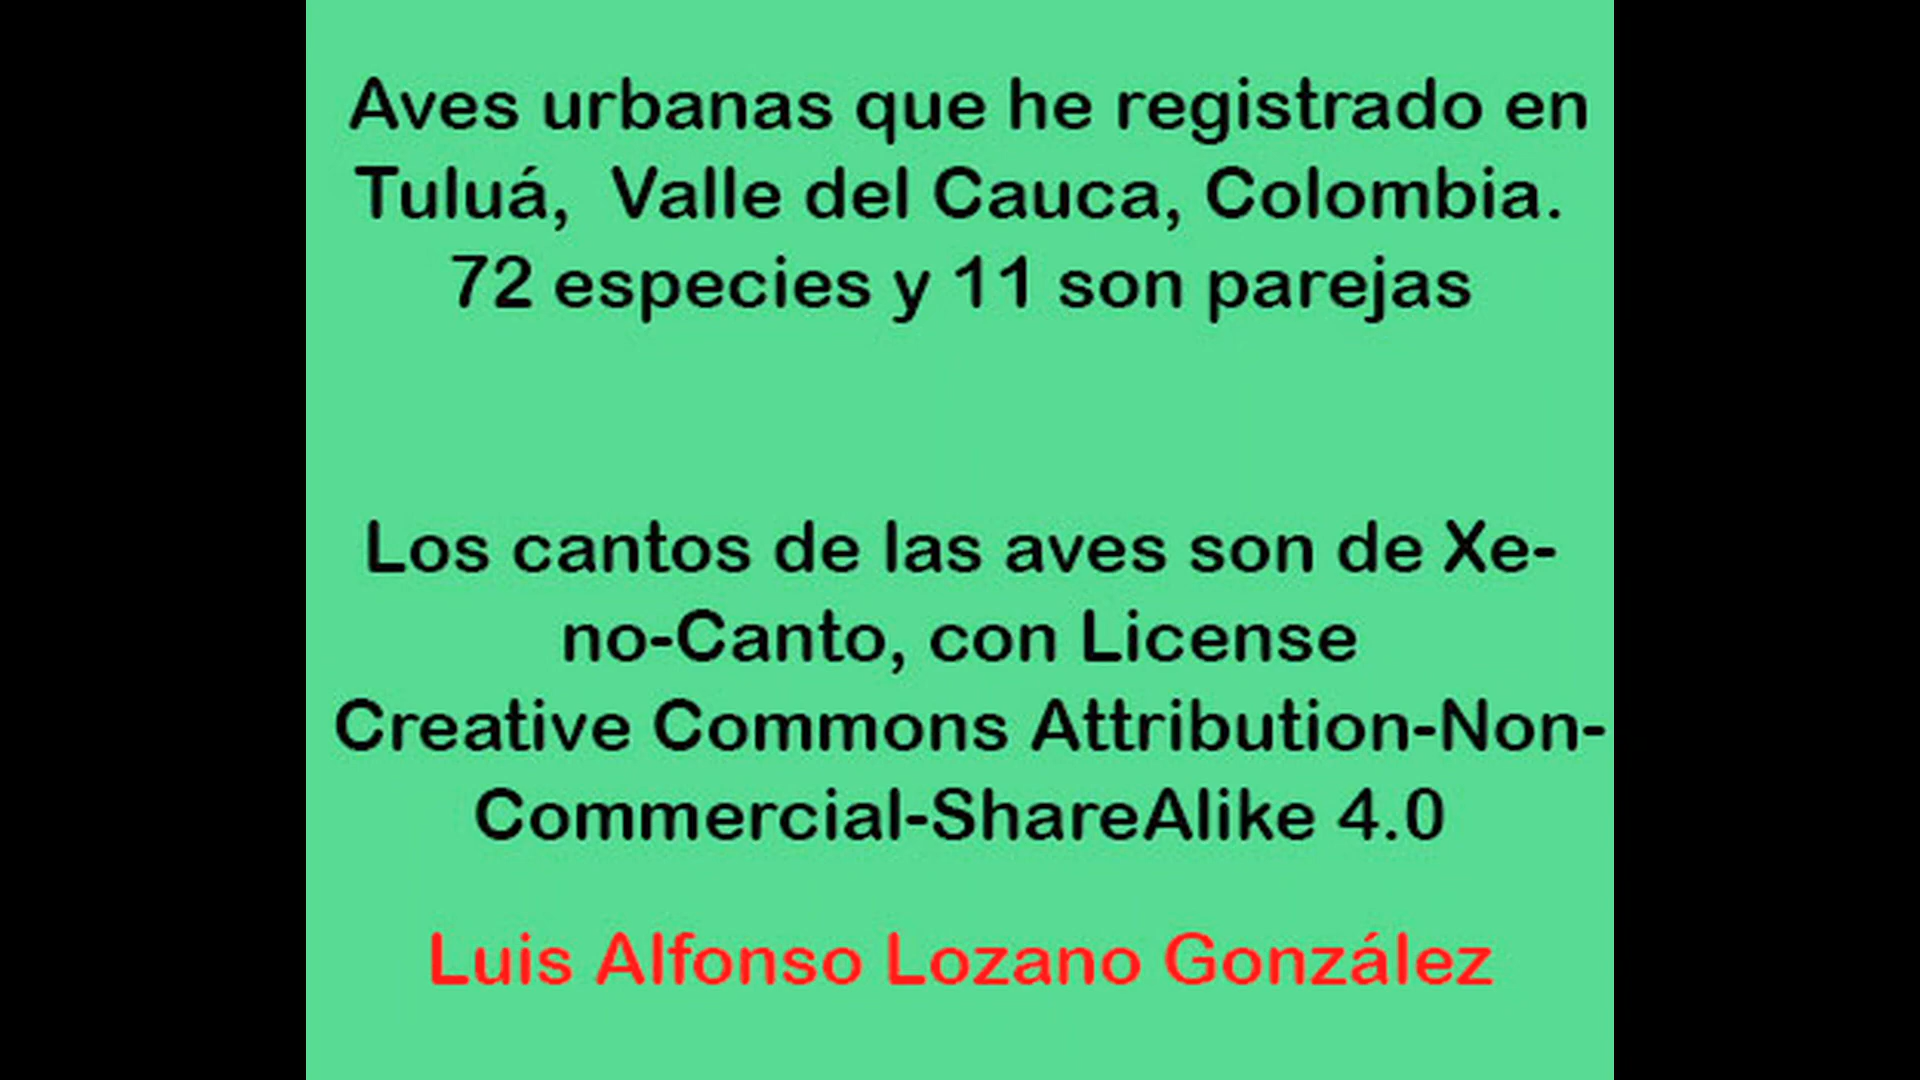 Aves urbanas que he registrado en
Tuluá,  Valle del Cauca, Colombia.
72 especies y 11 son parejas
Los cantos de las aves son de Xe-
no-Canto, con License
Creative Commons Attribution-Non-
Commercial-ShareAlike 4.0
Luis Alfonso Lozano González